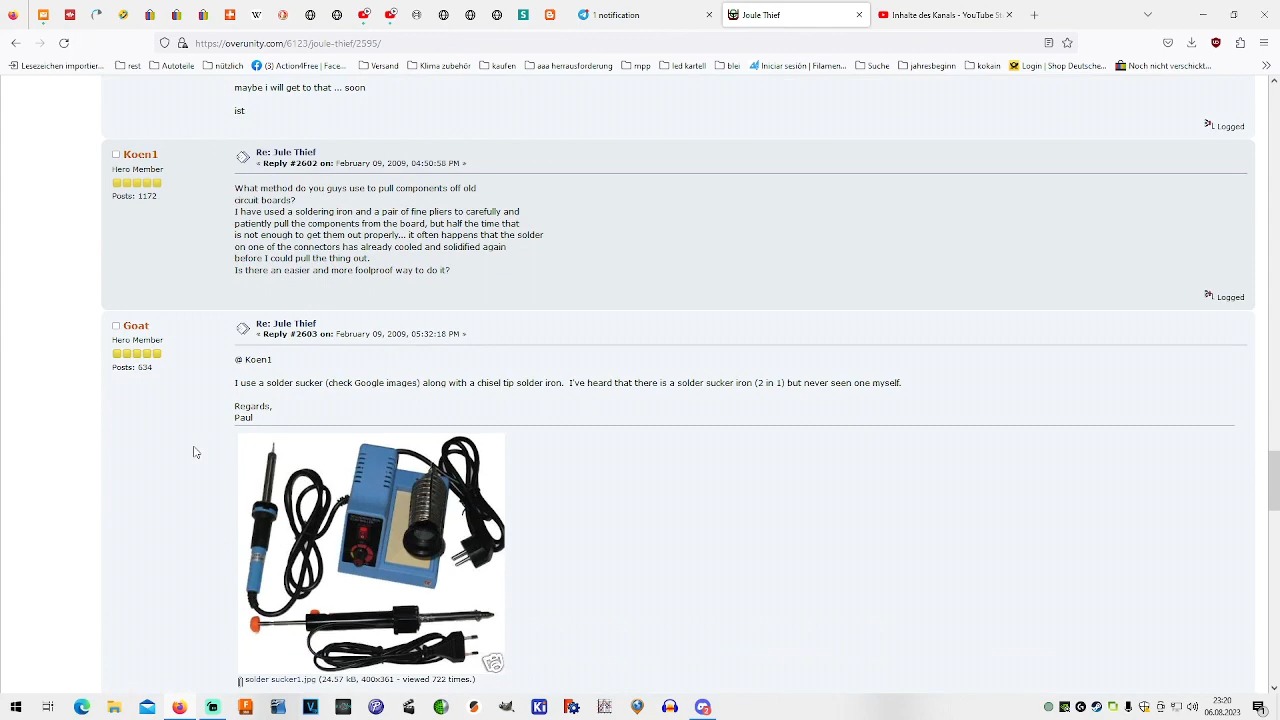 1 notification
Joule Thief
Inhalte des Kanals - YouTube St
https://overunity.com/6123/joule-thief/2595/
Lesezeichen importier...
rest
Autoteile
nützlich
(3) Action4Free | Face...
Privat
Versand
Klima zubehör
kaufen
aaa herrausforderung
mpp
led kartell
blei
Iniciar sesión | Filamen...
Suche
jahresbeginn
kokain
Login | Shop Deutsche...
Noch nicht verschickt...
maybe i will get to that ... soon
ist
Logged
Koen1
Hero Member
Posts: 1172
Re: Jule Thief
« Reply #2602 on: February 09, 2009, 04:50:58 PM »
What method do you guys use to pull components off old
circuit boards?
I have used a soldering iron and a pair of fine pliers to carefully and
patiently pull the components from the board, but half the time that
is not enough to get them out properly... it often happens that the solder
on one of the connectors has already cooled and solidified again
before I could pull the thing out.
Is there an easier and more foolproof way to do it?
Logged
Goat
Hero Member
Posts: 634
Re: Jule Thief
« Reply #2603 on: February 09, 2009, 05:32:18 PM »
@ Koen1
I use a solder sucker (check Google images) along with a chisel tip solder iron. I've heard that there is a solder sucker iron (2 in 1) but never seen one myself.
Regards,
Paul
solder sucker1.jpg (24.57 kB, 400x361 - viewed 722 times.)
23:20
06.08.2023